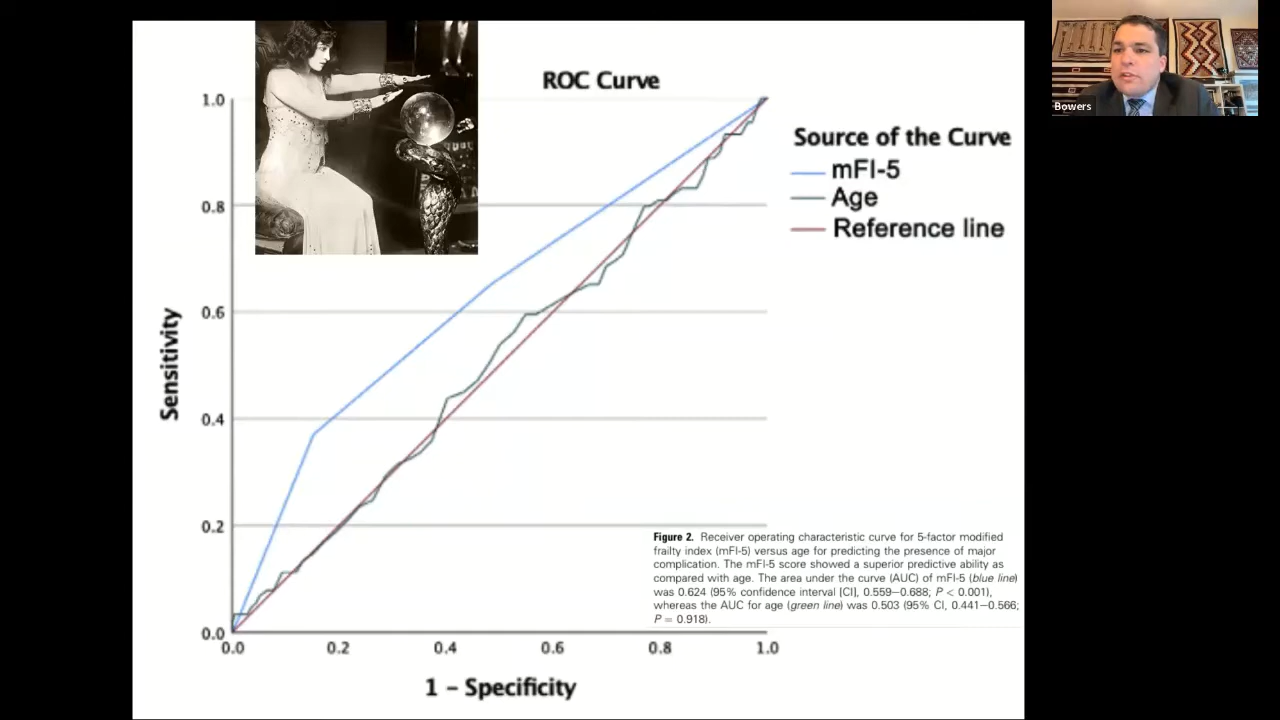 ROC Curve
Source of the Curve
mFI-5
Age
Reference line
Sensitivity
1.0
0.8
0.6
0.4
0.2
0.0
0.0 0.2 0.4 0.6 0.8 1.0
1 – Specificity
Figure 2. Receiver operating characteristic curve for 5-factor modified
frailty index (mFI-5) versus age for predicting the presence of major
complication. The mFI-5 score showed a superior predictive ability as
compared with age. The area under the curve (AUC) of mFI-5 (blue line)
was 0.624 (95% confidence interval [CI], 0.559–0.688; P < 0.001),
whereas the AUC for age (green line) was 0.503 (95% CI, 0.441–0.566;
P = 0.918).
Bowers